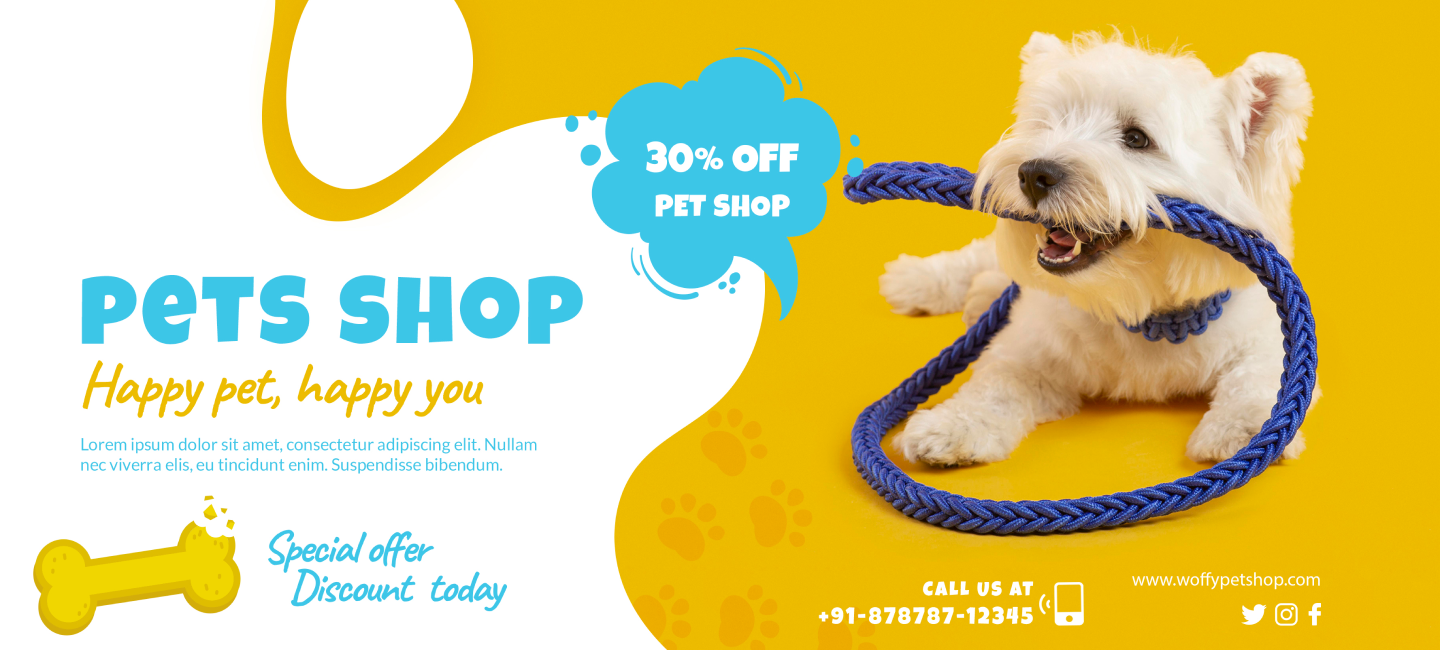 30% OFF
PET SHOP
PETS SHOP
Happy pet, happy you
Lorem ipsum dolor sit amet, consectetur adipiscing elit. Nullam
nec viverra elis, eu tincidunt enim. Suspendisse bibendum.
Special offer
Discount today
CALL US AT
+91-878787-12345
www.woffypetshop.com